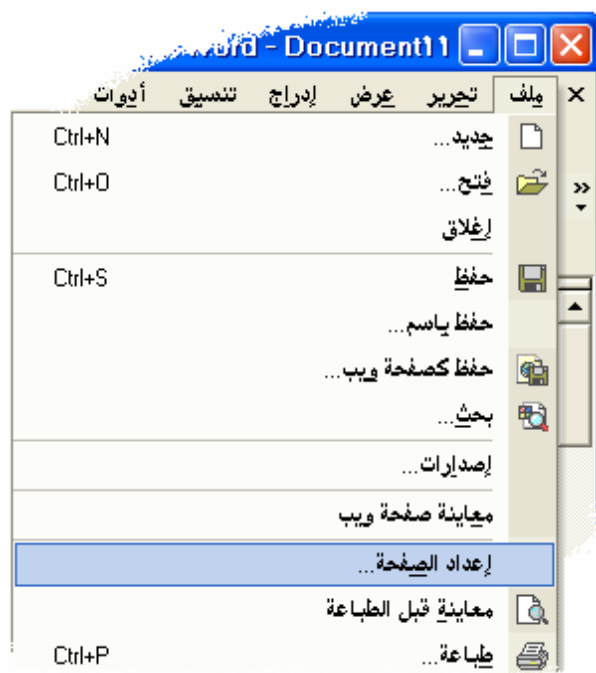 Word - Document11
ملف تحرير عرض إدراج تنسيق أدوات
جديد... Ctrl+N
فتح... Ctrl+O
إغلاق
حفظ Ctrl+S
حفظ باسم...
حفظ كصفحة ويب...
بحث...
إصدارات...
معاينة صفحة ويب
إعداد الصفحة...
معاينة قبل الطباعة
طباعة... Ctrl+P